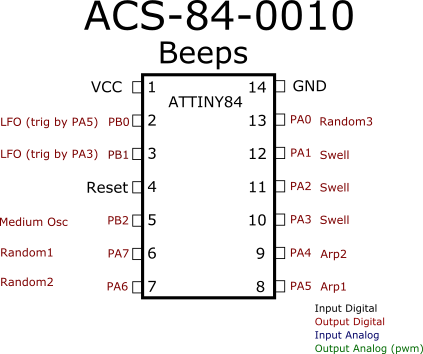 ACS-84-0010
Beeps
VCC 1 14 GND
ATTINY84
LFO (trig by PA5) PB0 2 13 PA0 Random3
LFO (trig by PA3) PB1 3 12 PA1 Swell
Reset 4 11 PA2 Swell
Medium Osc PB2 5 10 PA3 Swell
Random1 PA7 6 9 PA4 Arp2
Random2 PA6 7 8 PA5 Arp1
Input Digital
Output Digital
Input Analog
Output Analog (pwm)